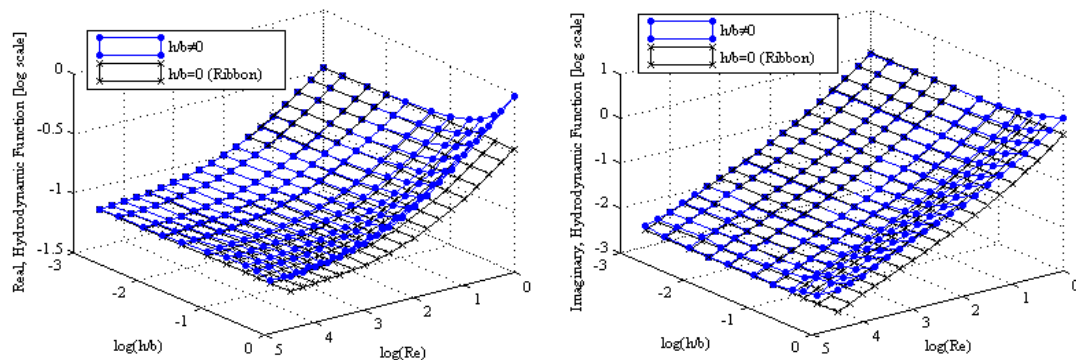 h/b≠0
h/b=0 (Ribbon)
Real, Hydrodynamic Function [log scale]
0
-0.5
-1
-1.5
-3
-2
-1
0
log(h/b)
5
4
3
2
1
0
log(Re)
h/b≠0
h/b=0 (Ribbon)
Imaginary, Hydrodynamic Function [log scale]
1
0
-1
-2
-3
-3
-2
-1
0
log(h/b)
5
4
3
2
1
0
log(Re)